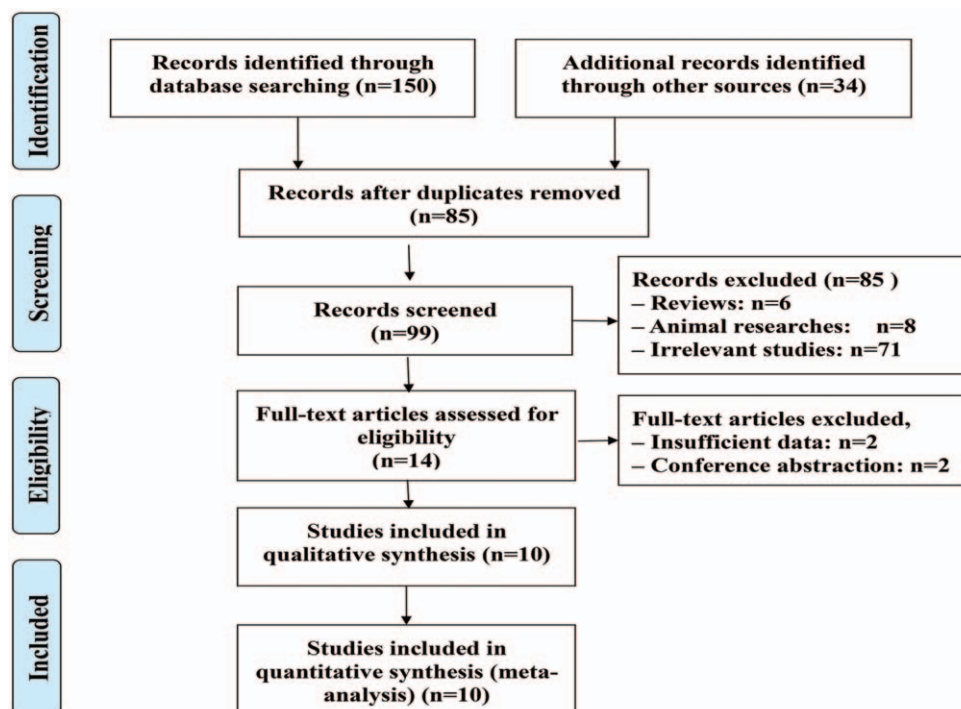 Identification
Records identified through
database searching (n=150)
Additional records identified
through other sources (n=34)
Records after duplicates removed
(n=85)
Screening
Records screened
(n=99)
Records excluded (n=85 )
– Reviews: n=6
– Animal researches: n=8
– Irrelevant studies: n=71
Eligibility
Full-text articles assessed for
eligibility
(n=14)
Full-text articles excluded,
– Insufficient data: n=2
– Conference abstraction: n=2
Studies included in
qualitative synthesis (n=10)
Included
Studies included in
quantitative synthesis (meta-
analysis) (n=10)